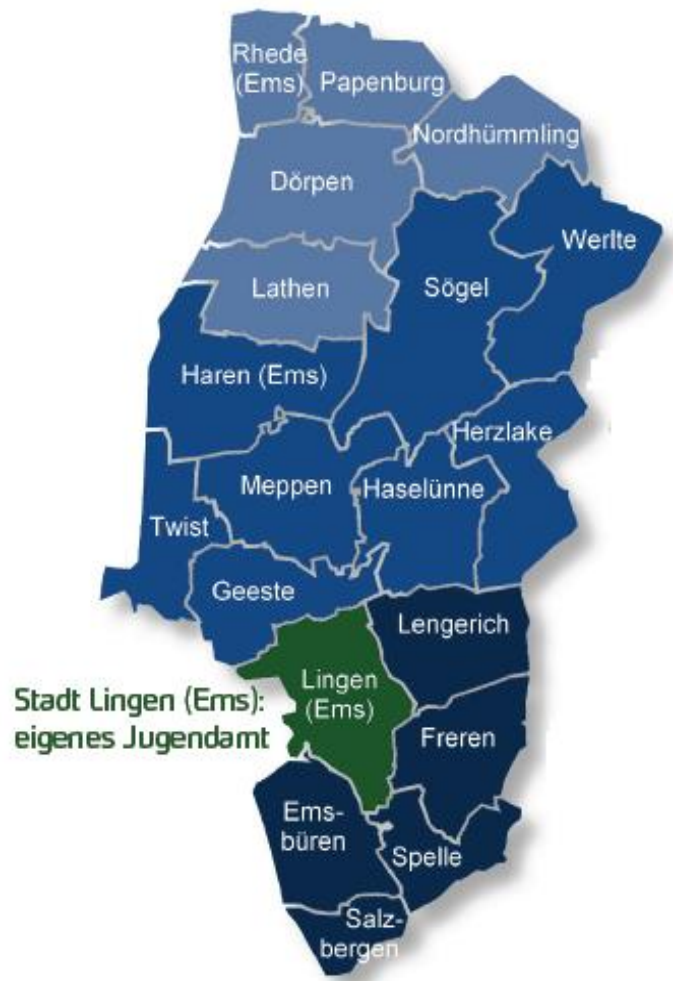 Rhede
(Ems)
Papenburg
Nordhümmling
Dörpen
Werlte
Lathen
Sögel
Haren (Ems)
Herzlake
Meppen
Haselünne
Twist
Geeste
Lengerich
Lingen
(Ems)
Stadt Lingen (Ems):
eigenes Jugendamt
Freren
Ems-
büren
Spelle
Salz-
bergen